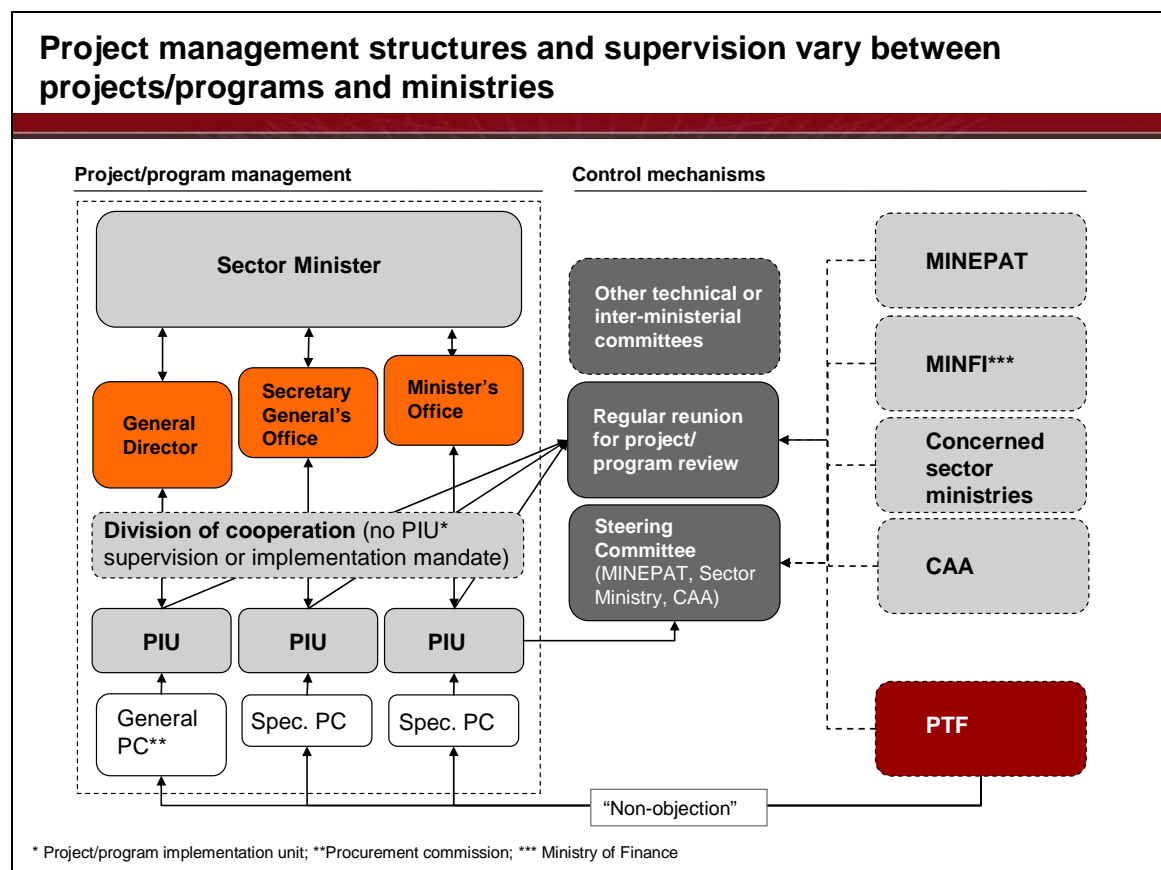 Project management structures and supervision vary between
projects/programs and ministries
Project/program management
Control mechanisms
Sector Minister
General
Director
Secretary
General’s
Office
Minister’s
Office
Division of cooperation (no PIU*
supervision or implementation mandate)
PIU
PIU
PIU
General
PC**
Spec. PC
Spec. PC
Other technical or
inter-ministerial
committees
Regular reunion
for project/
program review
Steering
Committee
(MINEPAT, Sector
Ministry, CAA)
MINEPAT
MINFI***
Concerned
sector
ministries
CAA
PTF
“Non-objection”
* Project/program implementation unit; **Procurement commission; *** Ministry of Finance